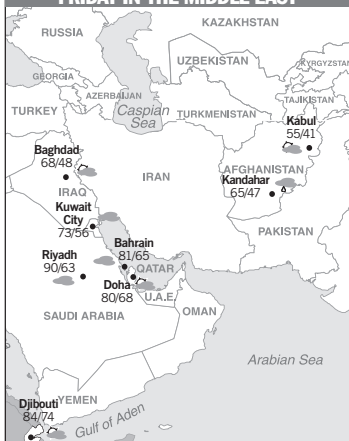 FRIDAY IN THE MIDDLE EAST
RUSSIA
KAZAKHSTAN
UZBEKISTAN
KYRGYZSTAN
GEORGIA
AZERBAIJAN
TAJIKISTAN
TURKEY
Caspian
Sea
TURKMENISTAN
Kabul
55/41
Baghdad
68/48
IRAN
AFGHANISTAN
Kandahar
65/47
IRAQ
Kuwait
City
73/56
PAKISTAN
Bahrain
81/65
Riyadh
90/63
QATAR
Doha
80/68
U.A.E.
OMAN
SAUDI ARABIA
Arabian Sea
YEMEN
Djibouti
84/74
Gulf of Aden